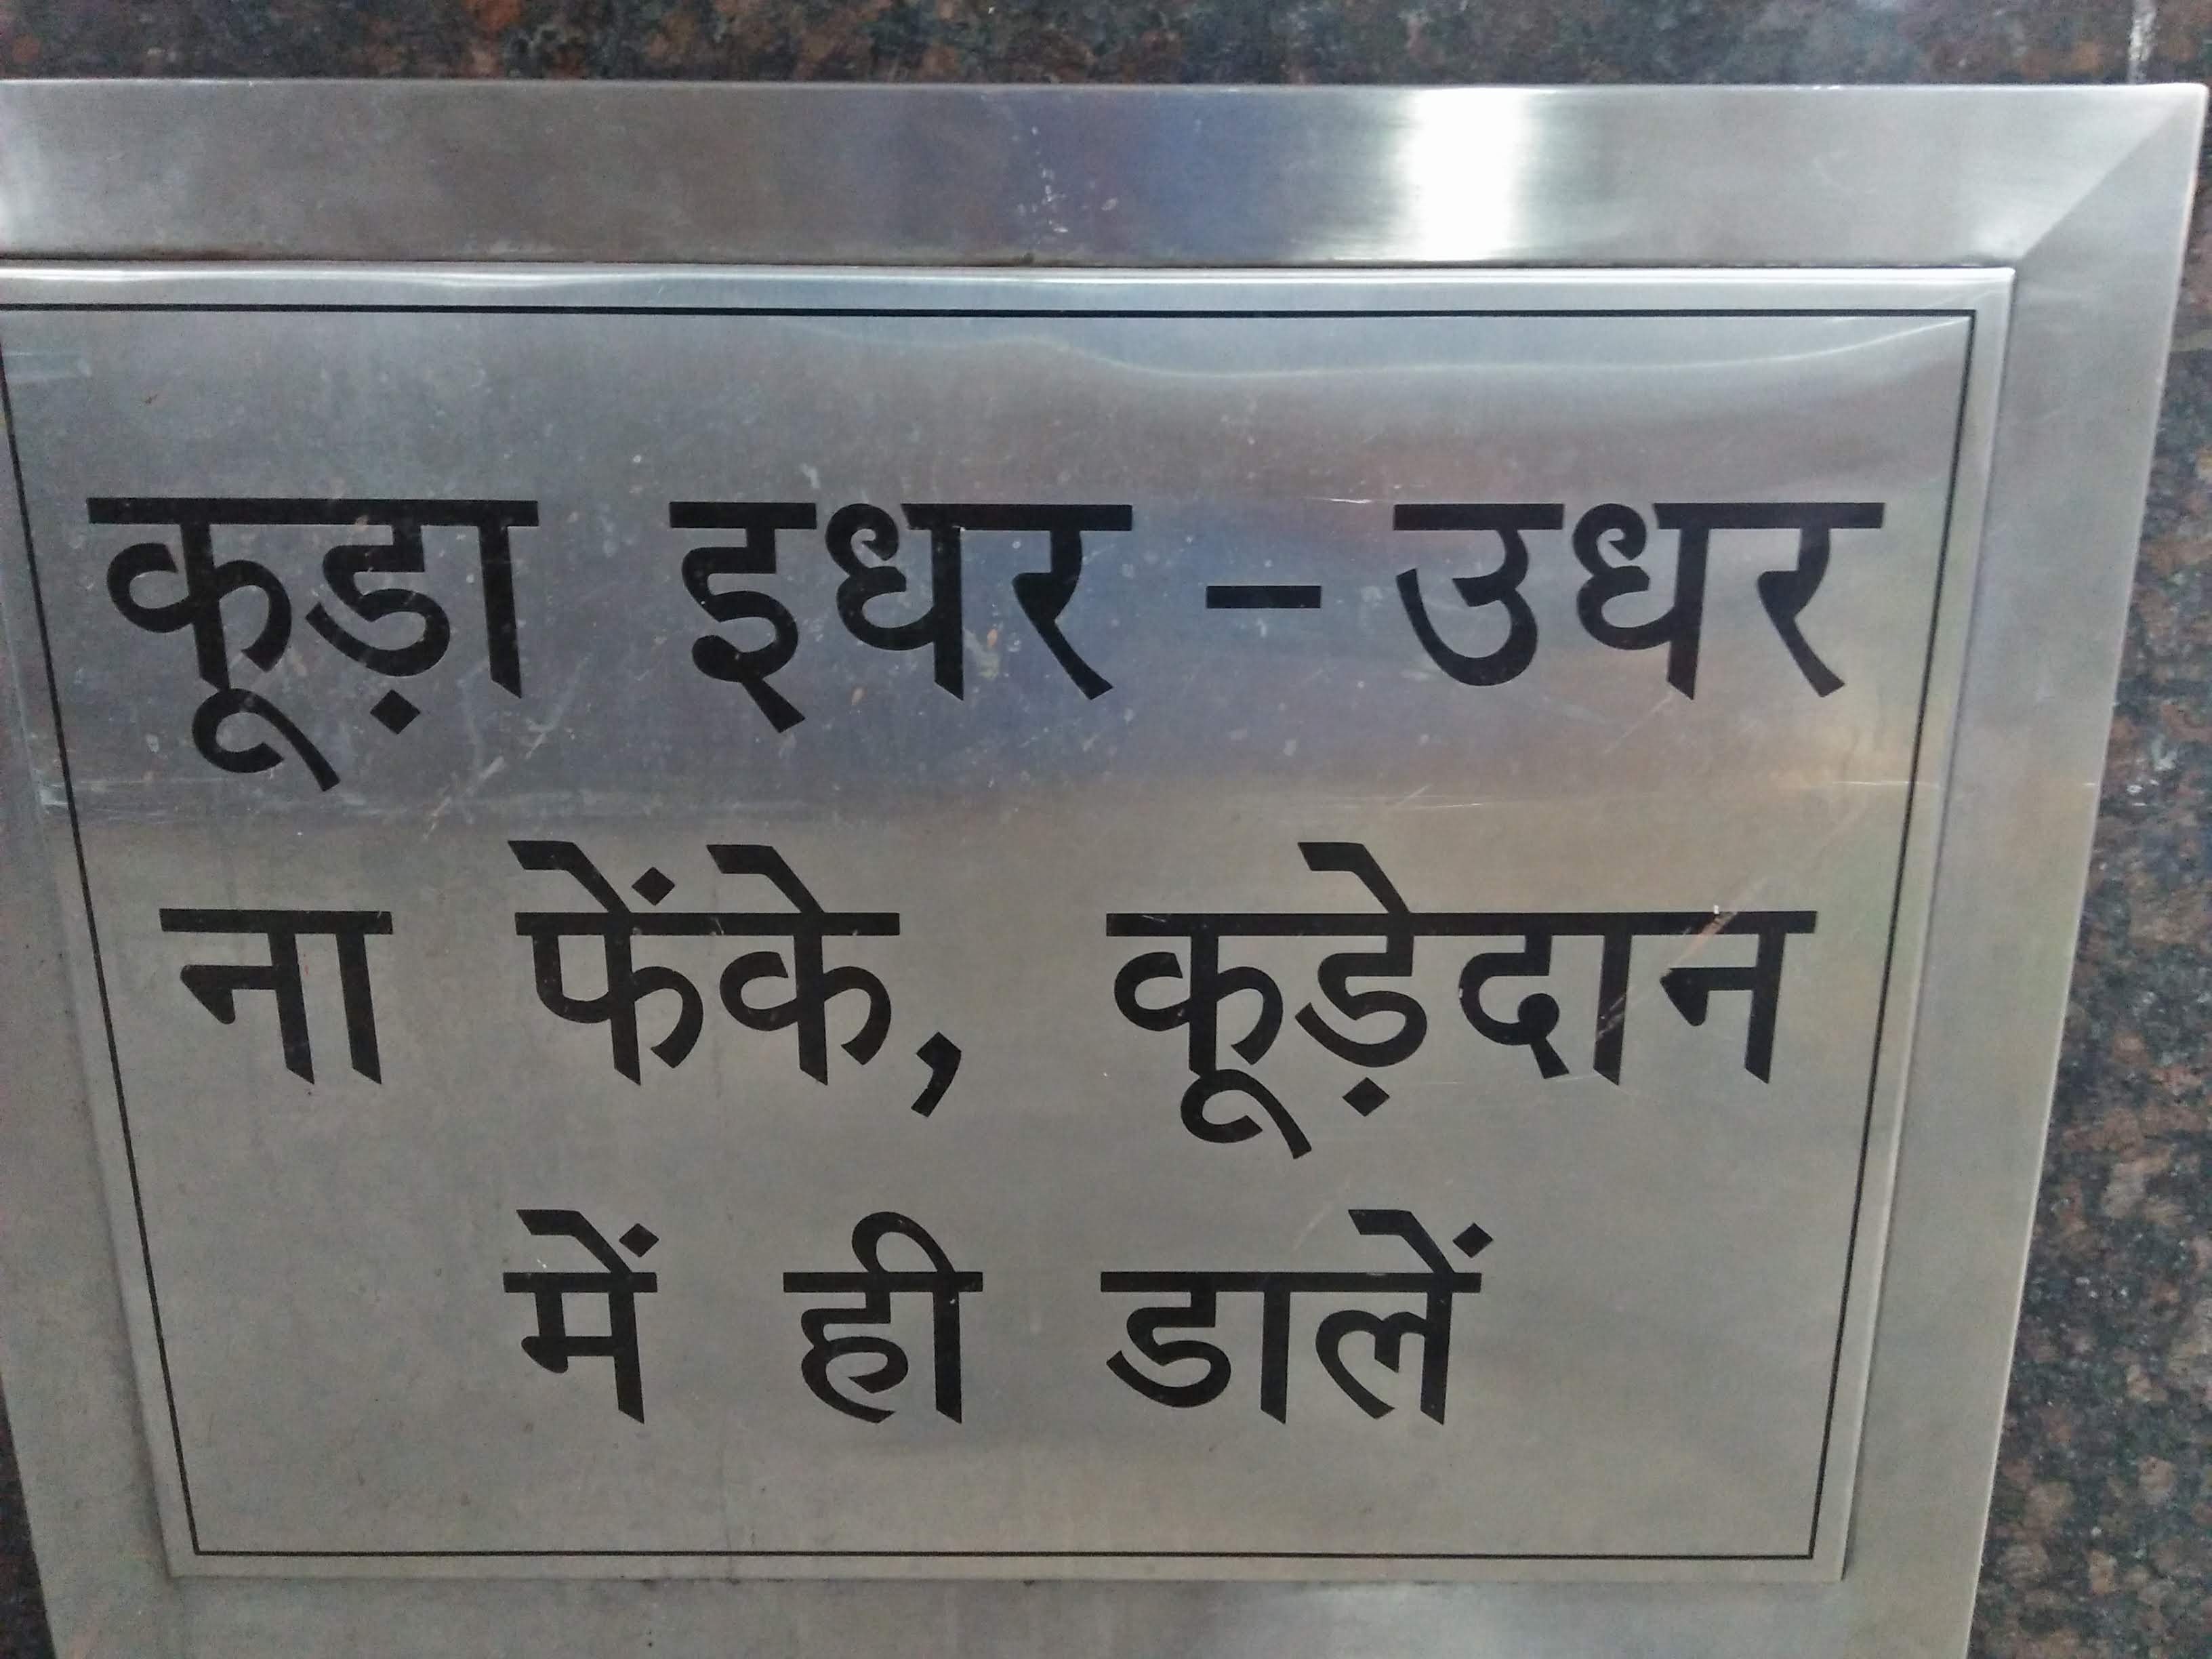 कूड़ा इधर – उधर
ना फेंके, कूड़ेदान
में ही डालें